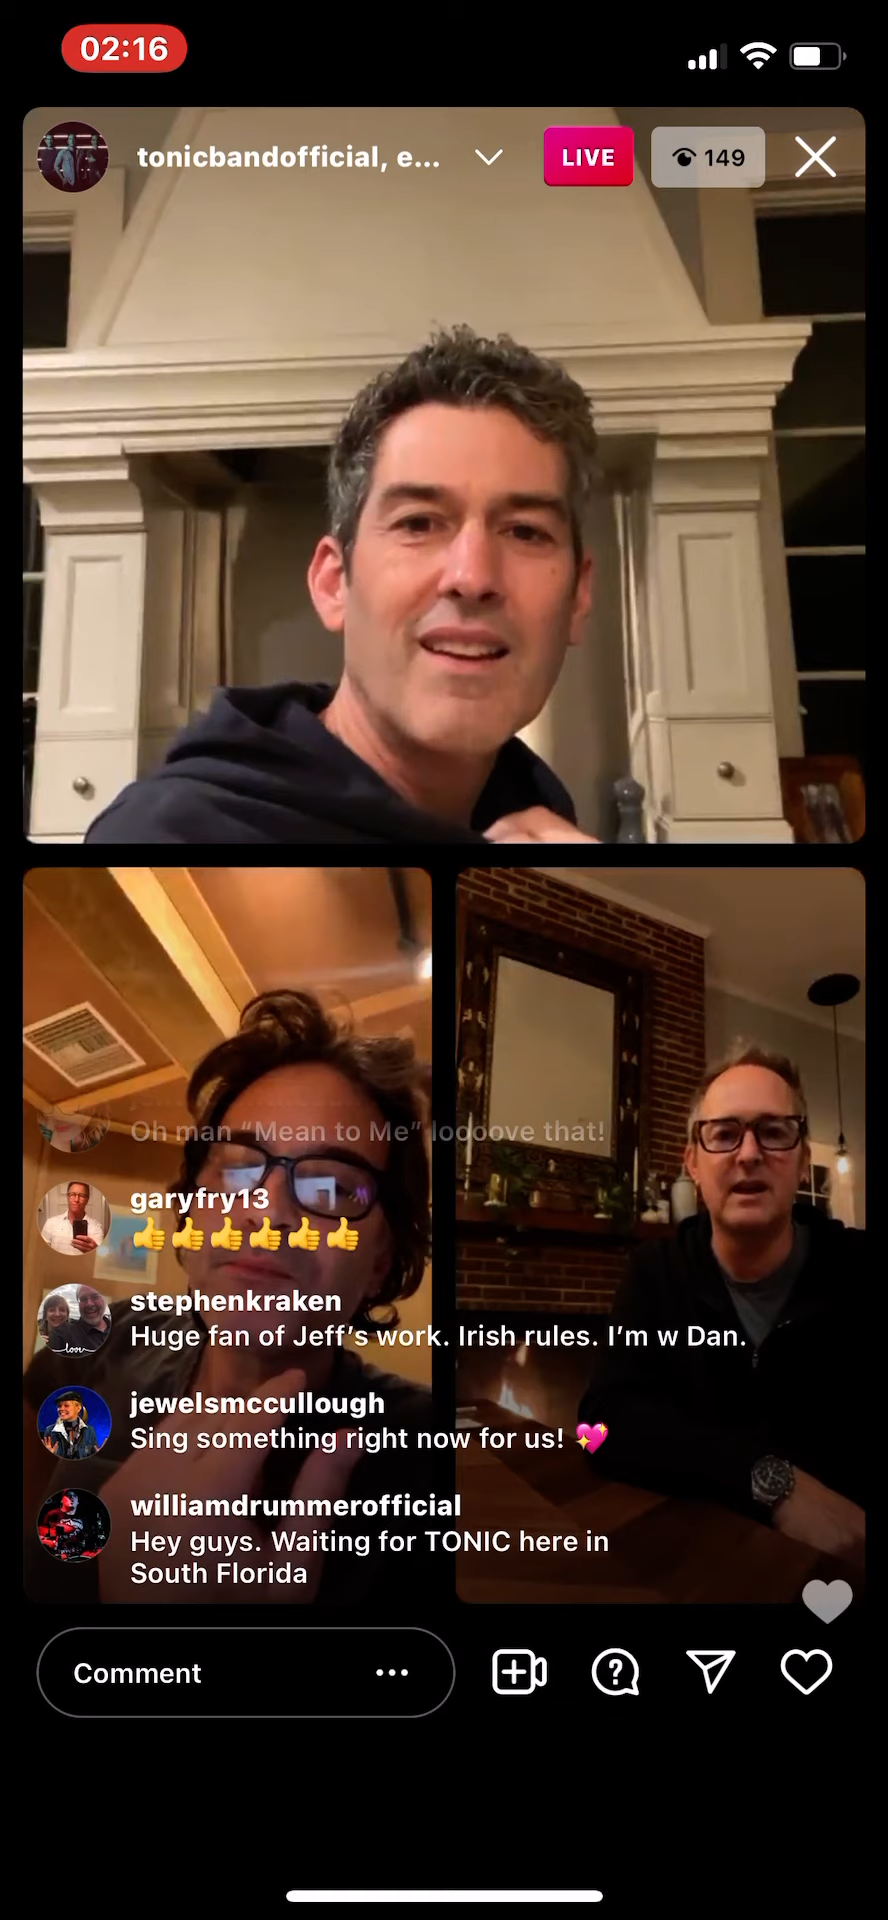 02:16
tonicbandofficial, e...
LIVE
149
Oh man “Mean to Me” loooove that!
garyfry13
👍👍👍👍👍👍
stephenkraken
Huge fan of Jeff’s work. Irish rules. I’m w Dan.
jewelsmccullough
Sing something right now for us! 💖
williamdrummerofficial
Hey guys. Waiting for TONIC here in
South Florida
Comment